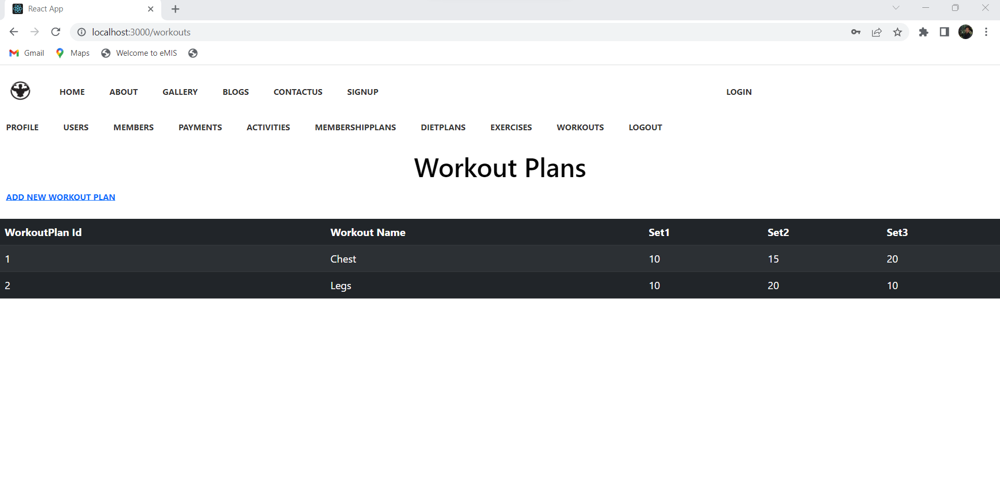 React App
localhost:3000/workouts
Gmail Maps Welcome to eMIS
HOME ABOUT GALLERY BLOGS CONTACTUS SIGNUP LOGIN
PROFILE USERS MEMBERS PAYMENTS ACTIVITIES MEMBERSHIPPLANS DIETPLANS EXERCISES WORKOUTS LOGOUT
Workout Plans
ADD NEW WORKOUT PLAN
WorkoutPlan Id Workout Name Set1 Set2 Set3
1 Chest 10 15 20
2 Legs 10 20 10